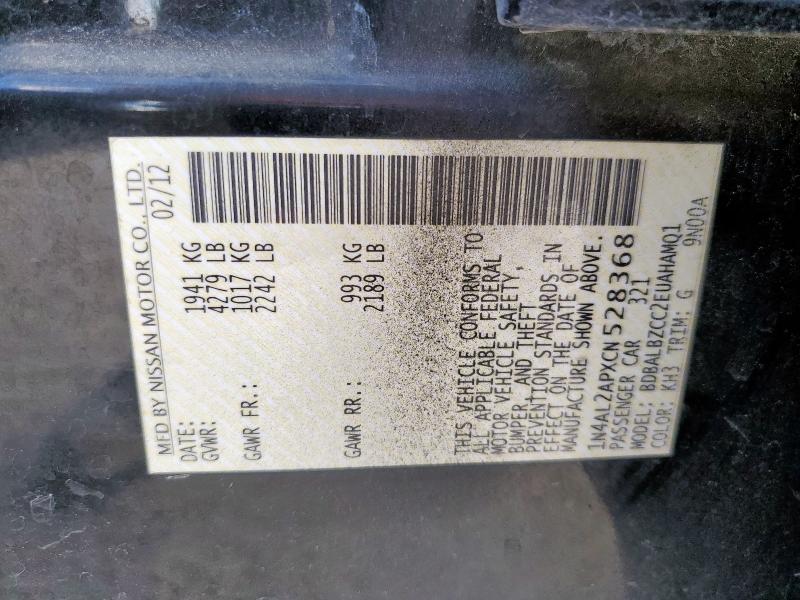 MFD BY NISSAN MOTOR CO., LTD.
DATE: 02/12
GVWR: 1941 KG
4279 LB
GAWR FR.: 1017 KG
2242 LB
GAWR RR.: 993 KG
2189 LB
THIS VEHICLE CONFORMS TO
ALL APPLICABLE FEDERAL
MOTOR VEHICLE SAFETY,
BUMPER, AND THEFT
PREVENTION STANDARDS IN
EFFECT ON THE DATE OF
MANUFACTURE SHOWN ABOVE.
1N4AL2APXCN528368
PASSENGER CAR 321
MODEL: BDBALBZCC2EUAHAMQ1
COLOR: KH3 TRIM: G 9N00A